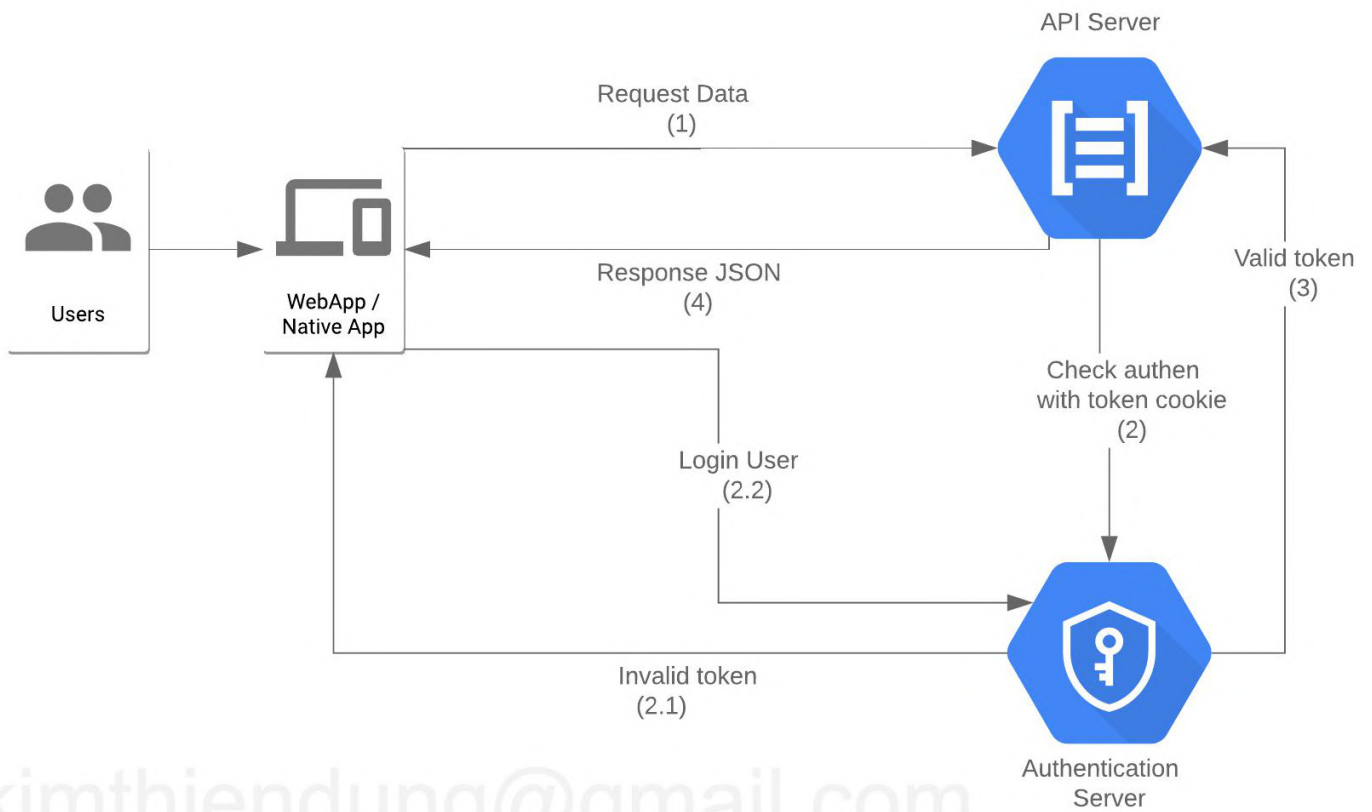 API Server
Request Data
(1)
Users
WebApp /
Native App
Response JSON
(4)
Valid token
(3)
Check authen
with token cookie
(2)
Login User
(2.2)
Invalid token
(2.1)
Authentication
Server
kimthiendung@gmail.com